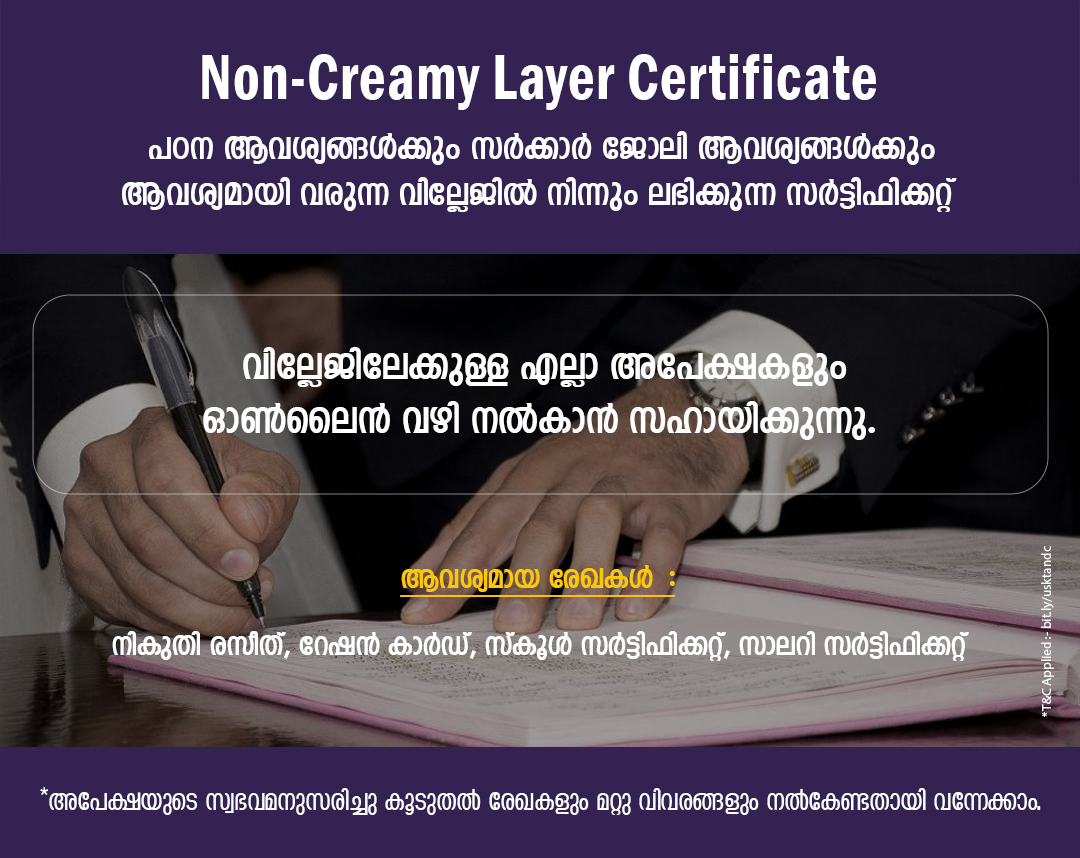 Non-Creamy Layer Certificate
പഠന ആവശ്യങ്ങൾക്കും സർക്കാർ ജോലി ആവശ്യങ്ങൾക്കും
ആവശ്യമായി വരുന്ന വില്ലേജിൽ നിന്നും ലഭിക്കുന്ന സർട്ടിഫിക്കറ്റ്
വില്ലേജിലേക്കുള്ള എല്ലാ അപേക്ഷകളും
ഓൺലൈൻ വഴി നൽകാൻ സഹായിക്കുന്നു.
ആവശ്യമായ രേഖകൾ :
നികുതി രസീത്, റേഷൻ കാർഡ്, സ്കൂൾ സർട്ടിഫിക്കറ്റ്, സാലറി സർട്ടിഫിക്കറ്റ്
*T&C Applied :- bit.ly/usktandc
*അപേക്ഷയുടെ സ്വഭവമനുസരിച്ചു കൂടുതൽ രേഖകളും മറ്റു വിവരങ്ങളും നൽകേണ്ടതായി വന്നേക്കാം.